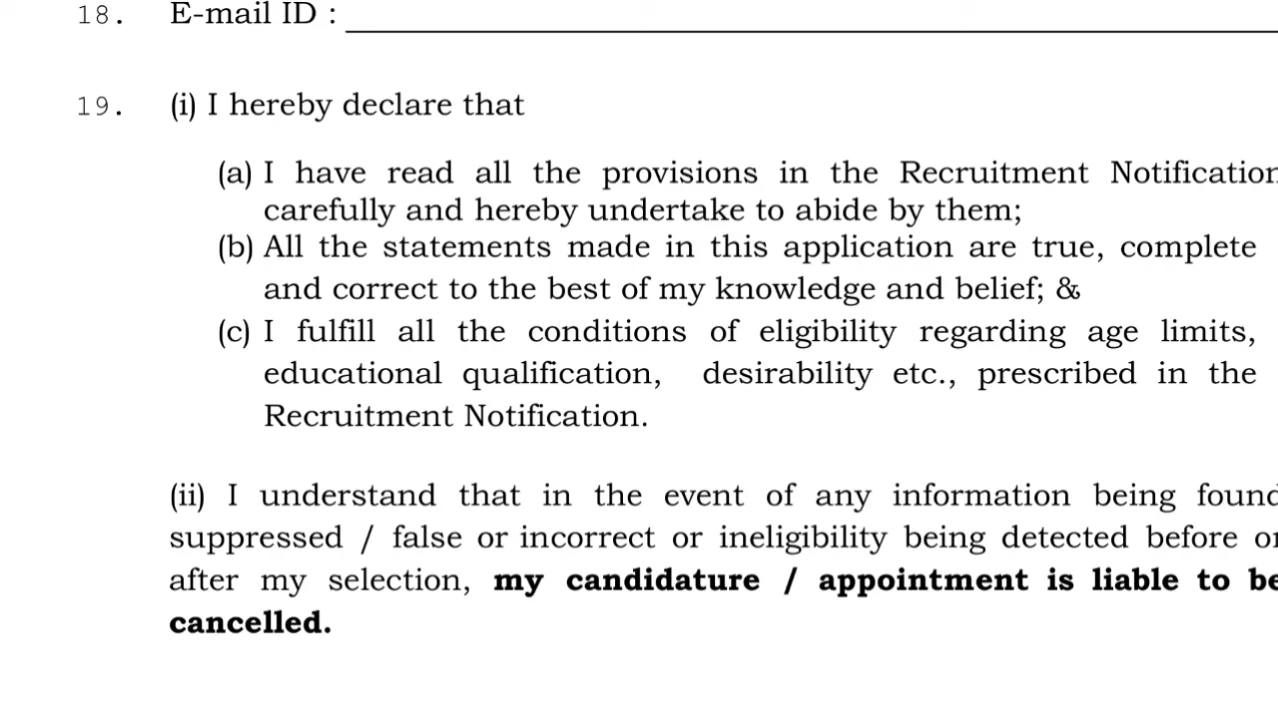 18. E-mail ID : ____________________
19. (i) I hereby declare that
(a) I have read all the provisions in the Recruitment Notification
carefully and hereby undertake to abide by them;
(b) All the statements made in this application are true, complete
and correct to the best of my knowledge and belief; &
(c) I fulfill all the conditions of eligibility regarding age limits,
educational qualification, desirability etc., prescribed in the
Recruitment Notification.
(ii) I understand that in the event of any information being found
suppressed / false or incorrect or ineligibility being detected before or
after my selection, my candidature / appointment is liable to be
cancelled.